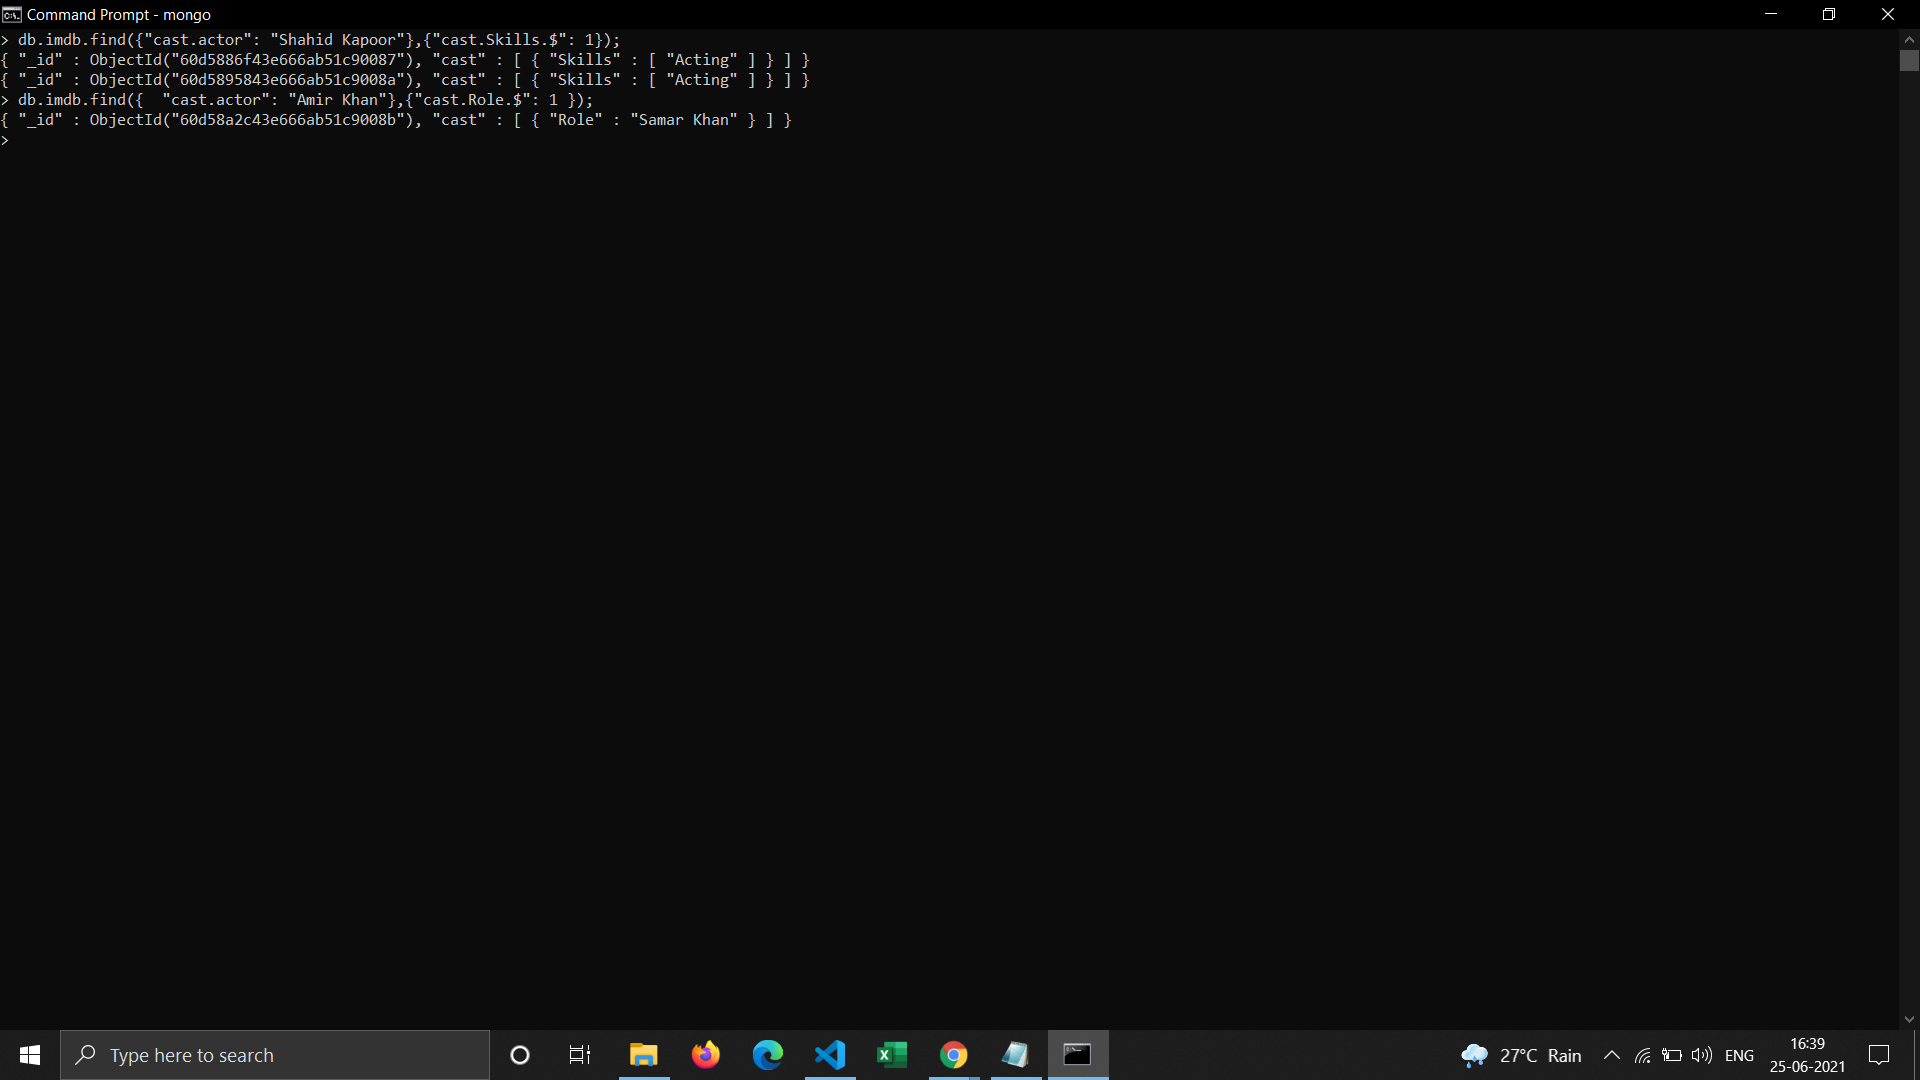 Command Prompt - mongo
> db.imdb.find({"cast.actor": "Shahid Kapoor"},{"cast.Skills.$": 1});
{ "_id" : ObjectId("60d5886f43e666ab51c90087"), "cast" : [ { "Skills" : [ "Acting" ] } ] }
{ "_id" : ObjectId("60d5895843e666ab51c9008a"), "cast" : [ { "Skills" : [ "Acting" ] } ] }
> db.imdb.find({  "cast.actor": "Amir Khan"},{"cast.Role.$": 1 });
{ "_id" : ObjectId("60d58a2c43e666ab51c9008b"), "cast" : [ { "Role" : "Samar Khan" } ] }
>
Type here to search
27°C Rain
ENG
16:39
25-06-2021